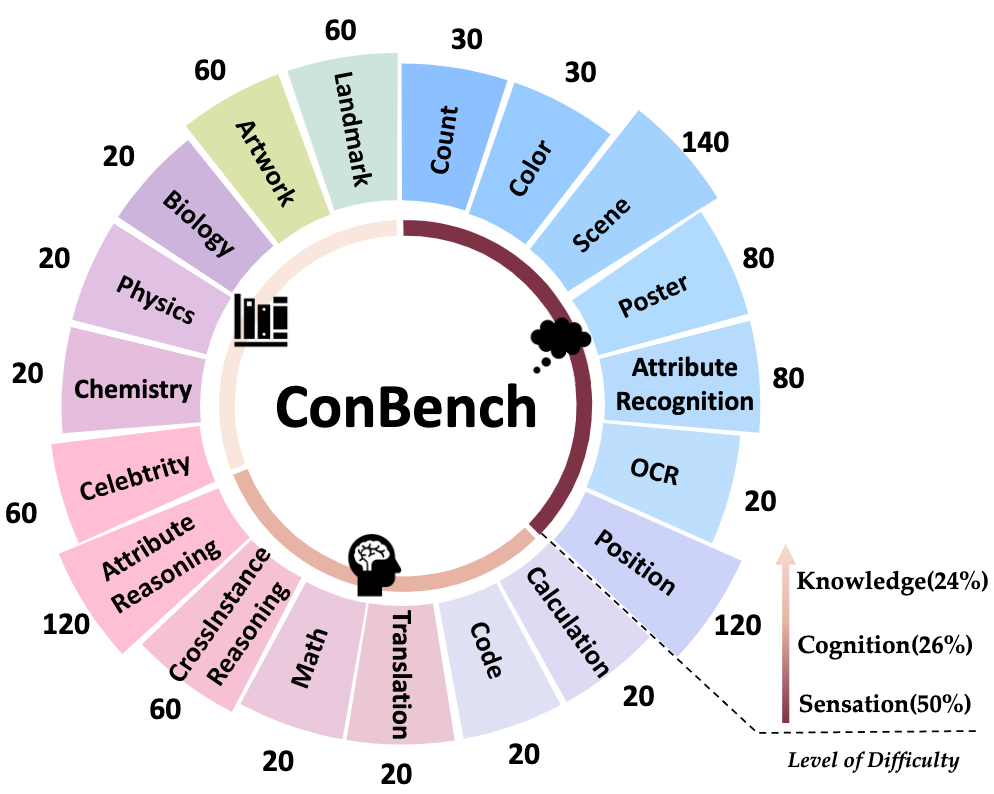 60
30
60
30
Landmark
Count
Artwork
Color
140
20
Scene
Biology
20
80
Physics
Poster
20
80
Chemistry
Attribute
Recognition
ConBench
Celebtrity
OCR
60
20
Attribute
Reasoning
Position
120
120
CrossInstance
Reasoning
Calculation
60
20
Math
Translation
Code
20
20
20
Knowledge(24%)
Cognition(26%)
Sensation(50%)
Level of Difficulty